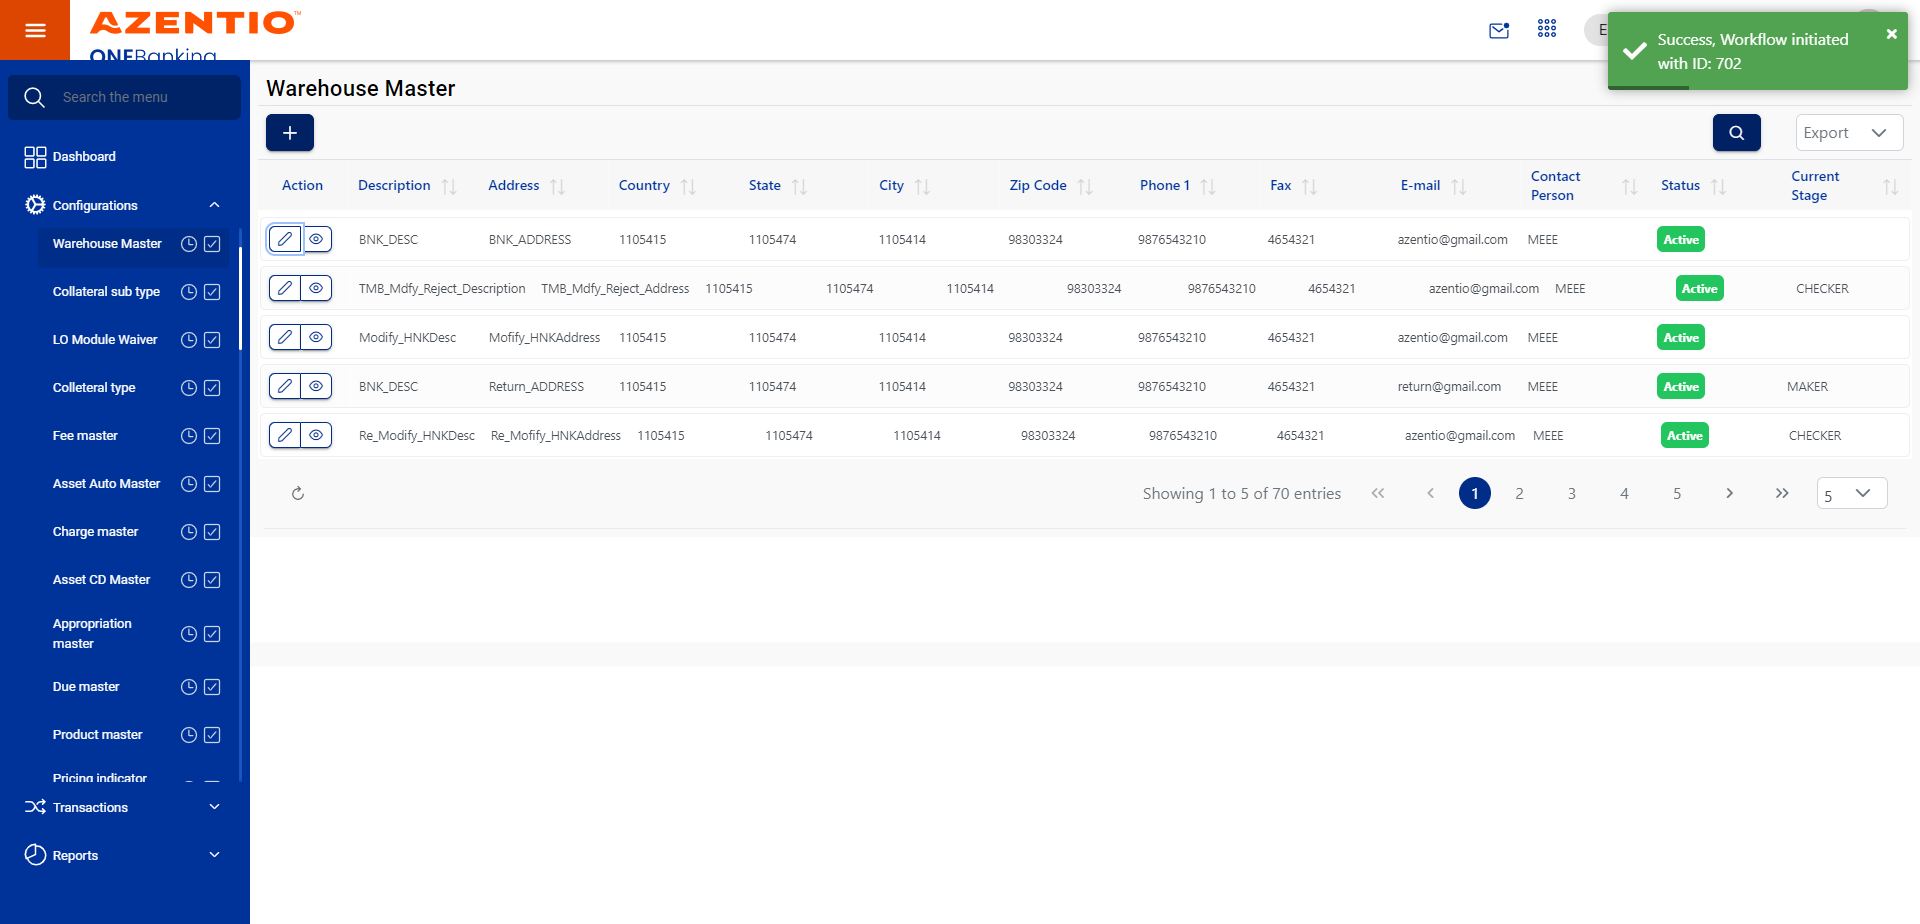 AZENTIO™
ONEBanking
E
Success, Workflow initiated
with ID: 702
Search the menu
Dashboard
Configurations
Warehouse Master
Collateral sub type
LO Module Waiver
Colleteral type
Fee master
Asset Auto Master
Charge master
Asset CD Master
Appropriation
master
Due master
Product master
Pricing indicator
Transactions
Reports
Warehouse Master
Export
Action Description Address Country State City Zip Code Phone 1 Fax E-mail Contact Person Status Current Stage
BNK_DESC BNK_ADDRESS 1105415 1105474 1105414 98303324 9876543210 4654321 azentio@gmail.com MEEE Active
TMB_Mdfy_Reject_Description TMB_Mdfy_Reject_Address 1105415 1105474 1105414 98303324 9876543210 4654321 azentio@gmail.com MEEE Active CHECKER
Modify_HNKDesc Mofify_HNKAddress 1105415 1105474 1105414 98303324 9876543210 4654321 azentio@gmail.com MEEE Active
BNK_DESC Return_ADDRESS 1105415 1105474 1105414 98303324 9876543210 4654321 return@gmail.com MEEE Active MAKER
Re_Modify_HNKDesc Re_Mofify_HNKAddress 1105415 1105474 1105414 98303324 9876543210 4654321 azentio@gmail.com MEEE Active CHECKER
Showing 1 to 5 of 70 entries 1 2 3 4 5 5